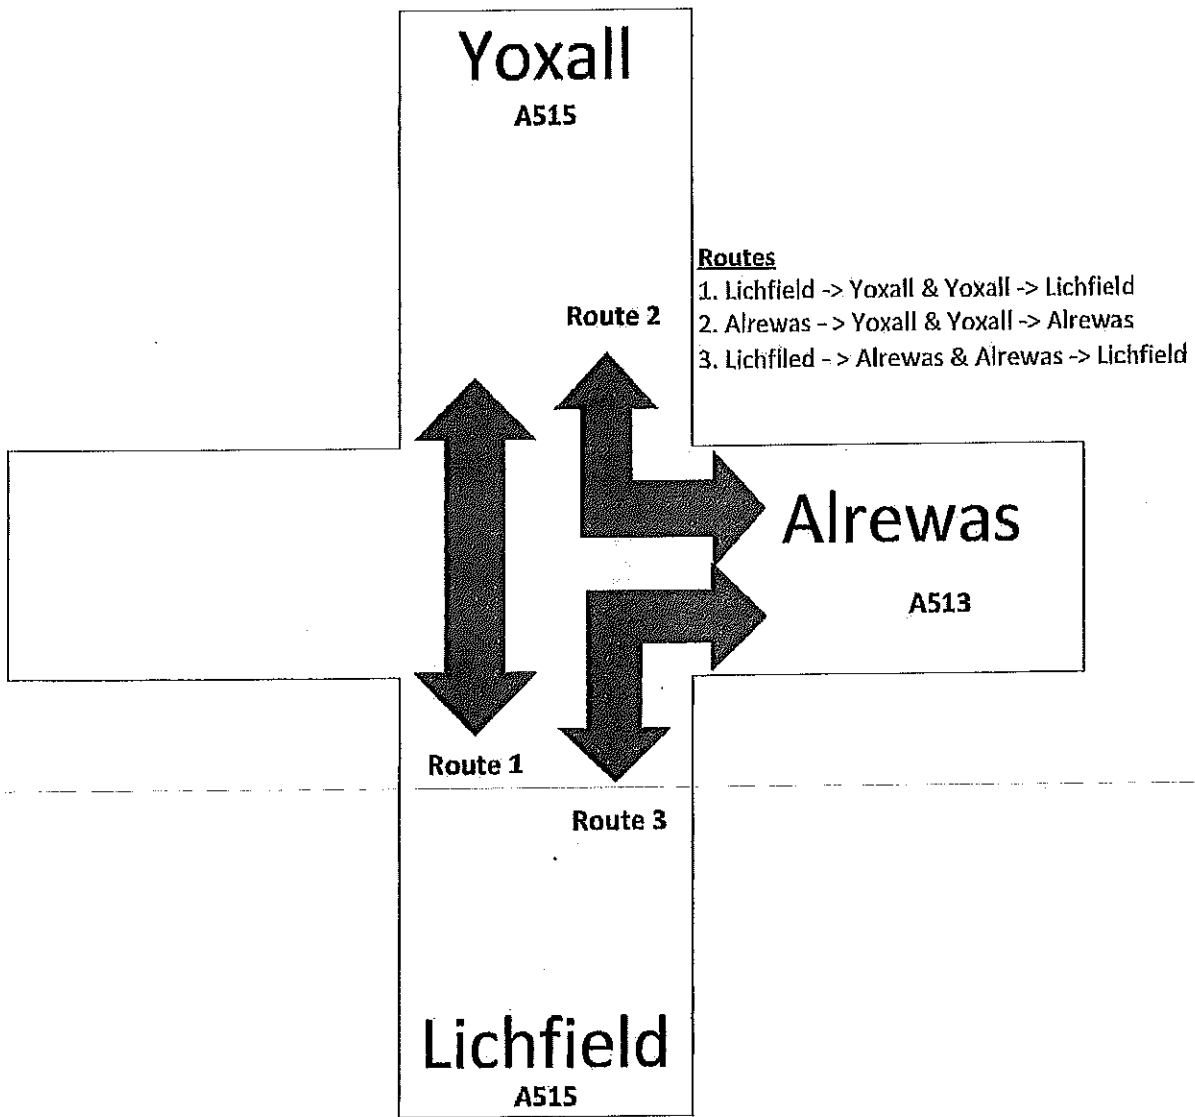 Yoxall
A515
Routes
1. Lichfield -> Yoxall & Yoxall -> Lichfield
2. Alrewas -> Yoxall & Yoxall -> Alrewas
3. Lichfiled -> Alrewas & Alrewas -> Lichfield
Route 2
Alrewas
A513
Route 1
Route 3
Lichfield
A515